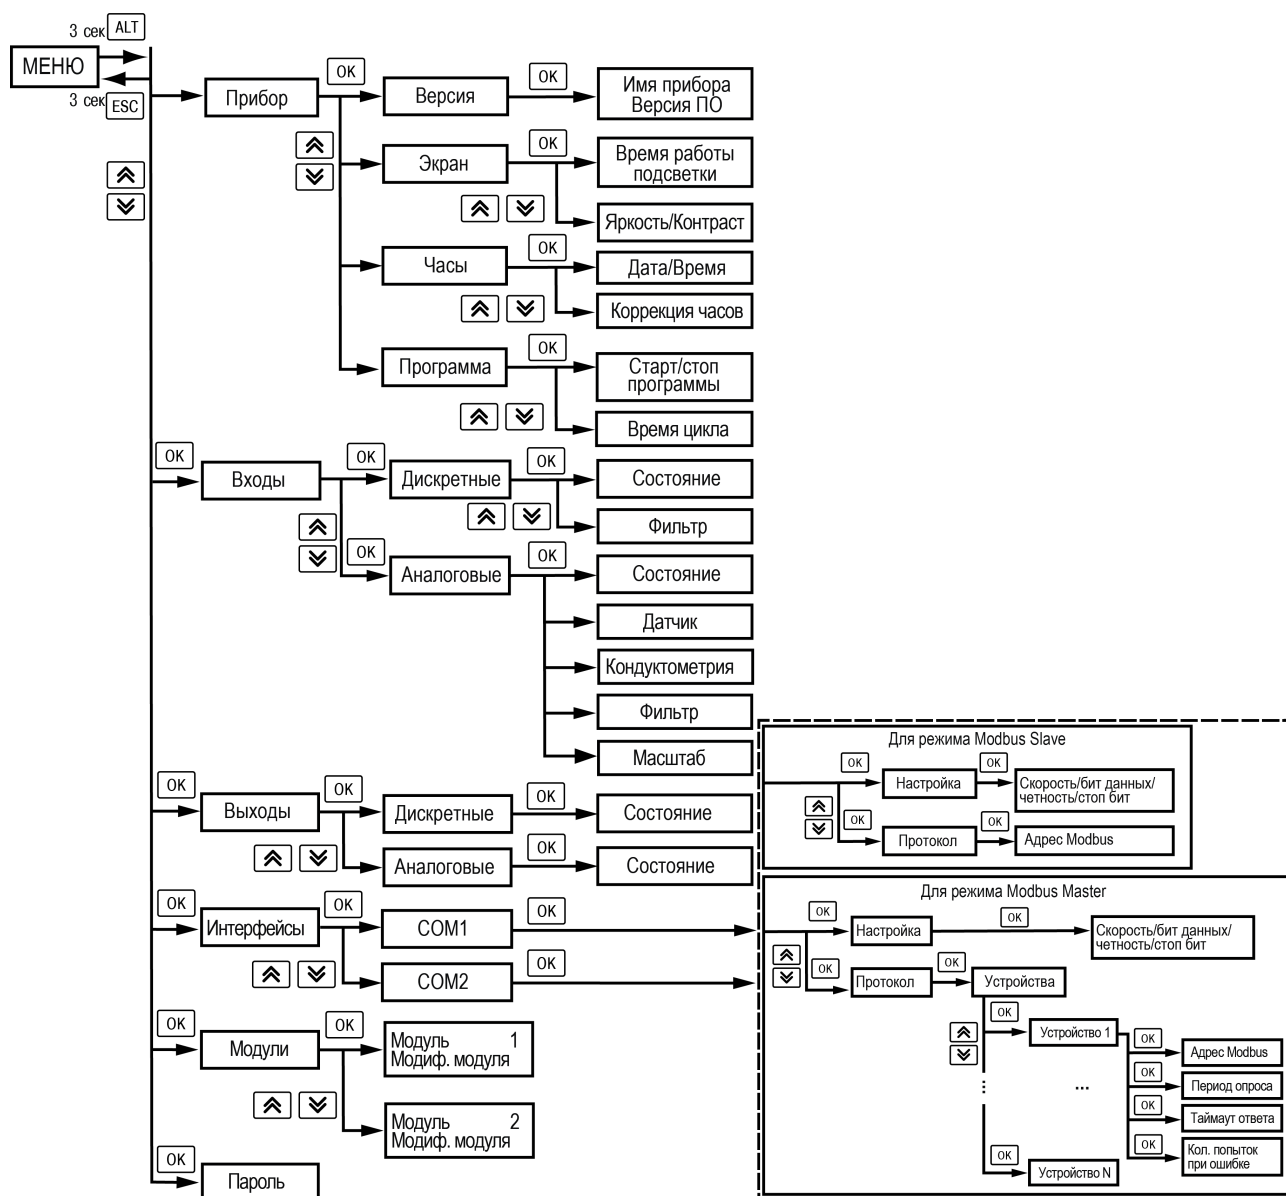 3 сек ALT
МЕНЮ
3 сек ESC
Прибор
OK
Версия
OK
Имя прибора
Версия ПО
Экран
OK
Время работы
подсветки
Яркость/Контраст
Часы
OK
Дата/Время
Коррекция часов
Программа
OK
Старт/стоп
программы
Время цикла
OK
Входы
OK
Дискретные
OK
Состояние
Фильтр
OK
Аналоговые
OK
Состояние
Датчик
Кондуктометрия
Фильтр
Масштаб
OK
Выходы
OK
Дискретные
OK
Состояние
Аналоговые
OK
Состояние
OK
Интерфейсы
OK
COM1
OK
COM2
OK
OK
Модули
OK
Модуль 1
Модиф. модуля
Модуль 2
Модиф. модуля
OK
Пароль
Для режима Modbus Slave
OK
Настройка
OK
Скорость/бит данных/
четность/стоп бит
OK
Протокол
OK
Адрес Modbus
Для режима Modbus Master
OK
Настройка
OK
Скорость/бит данных/
четность/стоп бит
OK
Протокол
OK
Устройства
OK
Устройство 1
OK
Адрес Modbus
OK
Период опроса
...
OK
Таймаут ответа
OK
Кол. попыток
при ошибке
OK
Устройство N